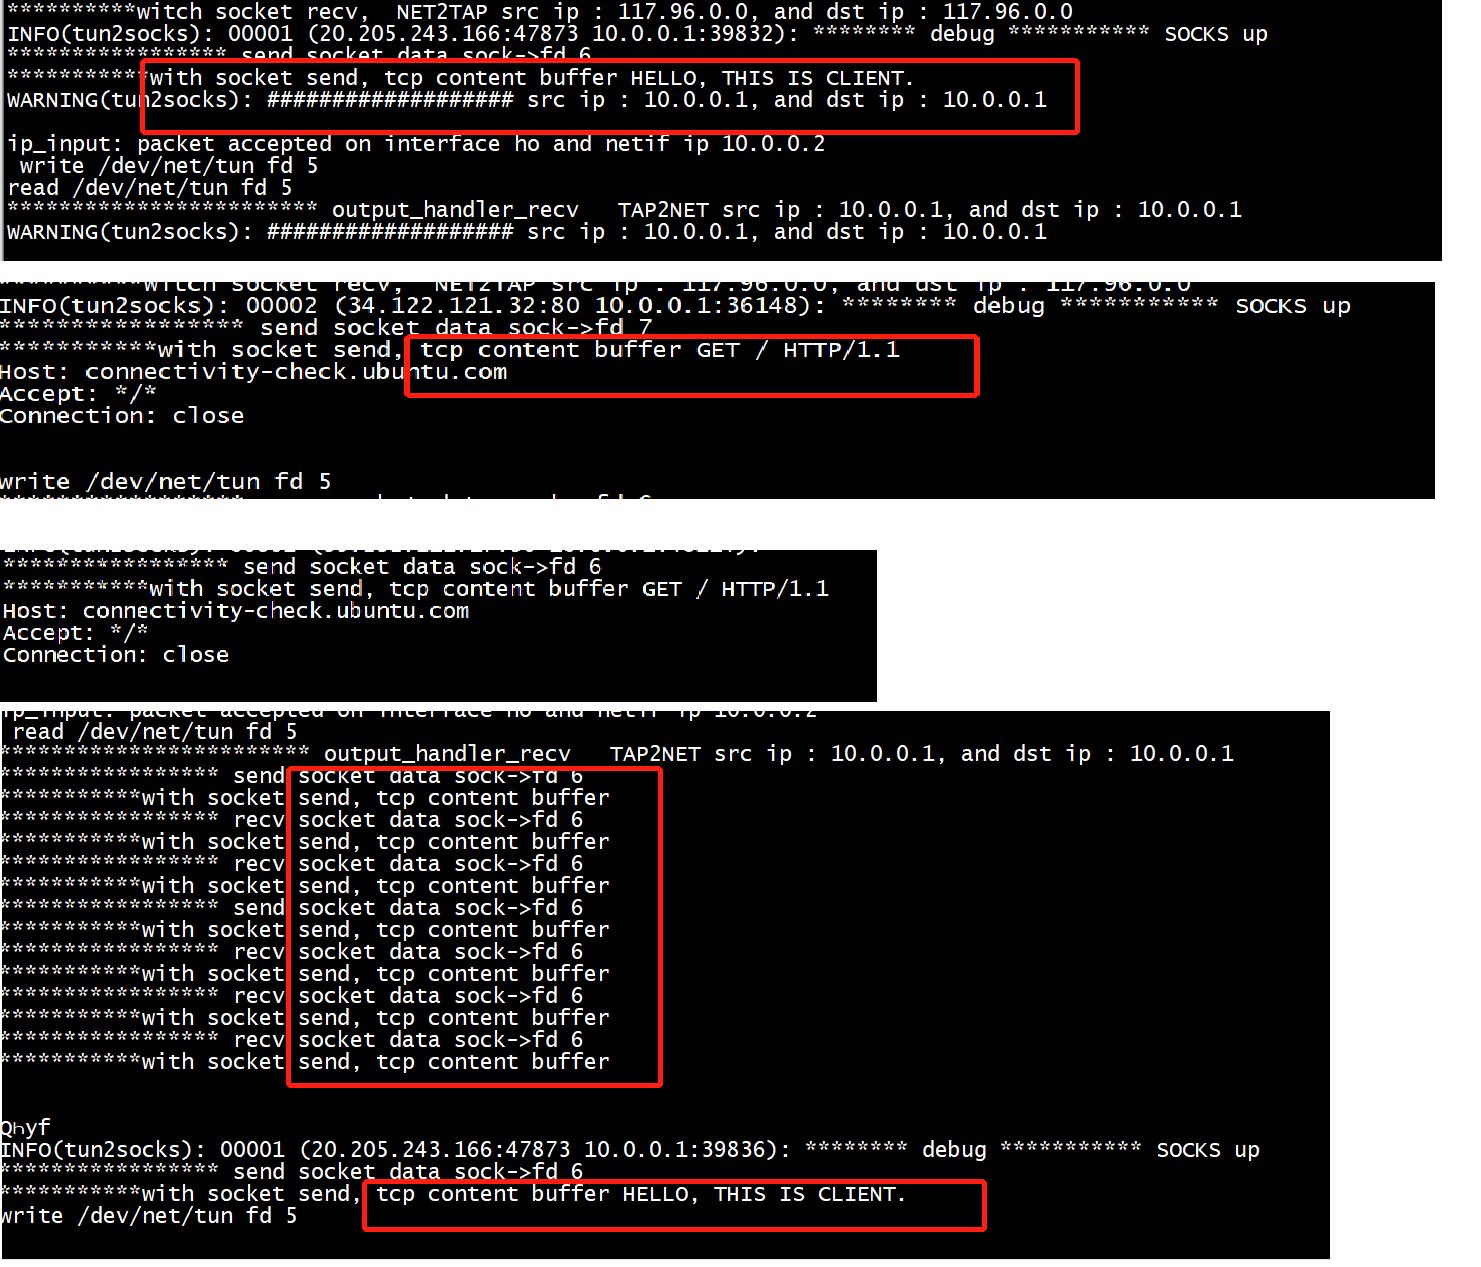 **********witch socket recv,  NET2TAP src ip : 117.96.0.0, and dst ip : 117.96.0.0
INFO(tun2socks): 00001 (20.205.243.166:47873 10.0.0.1:39832): ******** debug *********** SOCKS up
***************** send socket data sock->fd 6
***********with socket send, tcp content buffer HELLO, THIS IS CLIENT.
WARNING(tun2socks): ################### src ip : 10.0.0.1, and dst ip : 10.0.0.1
ip_input: packet accepted on interface ho and netif ip 10.0.0.2
write /dev/net/tun fd 5
read /dev/net/tun fd 5
************************ output_handler_recv   TAP2NET src ip : 10.0.0.1, and dst ip : 10.0.0.1
WARNING(tun2socks): ################### src ip : 10.0.0.1, and dst ip : 10.0.0.1
**********witch socket recv,  NET2TAP src ip : 117.96.0.0, and dst ip : 117.96.0.0
INFO(tun2socks): 00002 (34.122.121.32:80 10.0.0.1:36148): ******** debug *********** SOCKS up
***************** send socket data sock->fd 7
***********with socket send, tcp content buffer GET / HTTP/1.1
Host: connectivity-check.ubuntu.com
Accept: */*
Connection: close
write /dev/net/tun fd 5
***************** send socket data sock->fd 6
***********with socket send, tcp content buffer GET / HTTP/1.1
Host: connectivity-check.ubuntu.com
Accept: */*
Connection: close
ip_input: packet accepted on interface ho and netif ip 10.0.0.2
read /dev/net/tun fd 5
************************ output_handler_recv   TAP2NET src ip : 10.0.0.1, and dst ip : 10.0.0.1
***************** send socket data sock->fd 6
***********with socket send, tcp content buffer
***************** recv socket data sock->fd 6
***********with socket send, tcp content buffer
***************** recv socket data sock->fd 6
***********with socket send, tcp content buffer
***************** send socket data sock->fd 6
***********with socket send, tcp content buffer
***************** recv socket data sock->fd 6
***********with socket send, tcp content buffer
***************** recv socket data sock->fd 6
***********with socket send, tcp content buffer
***************** recv socket data sock->fd 6
***********with socket send, tcp content buffer
INFO(tun2socks): 00001 (20.205.243.166:47873 10.0.0.1:39836): ******** debug *********** SOCKS up
***************** send socket data sock->fd 6
***********with socket send, tcp content buffer HELLO, THIS IS CLIENT.
write /dev/net/tun fd 5